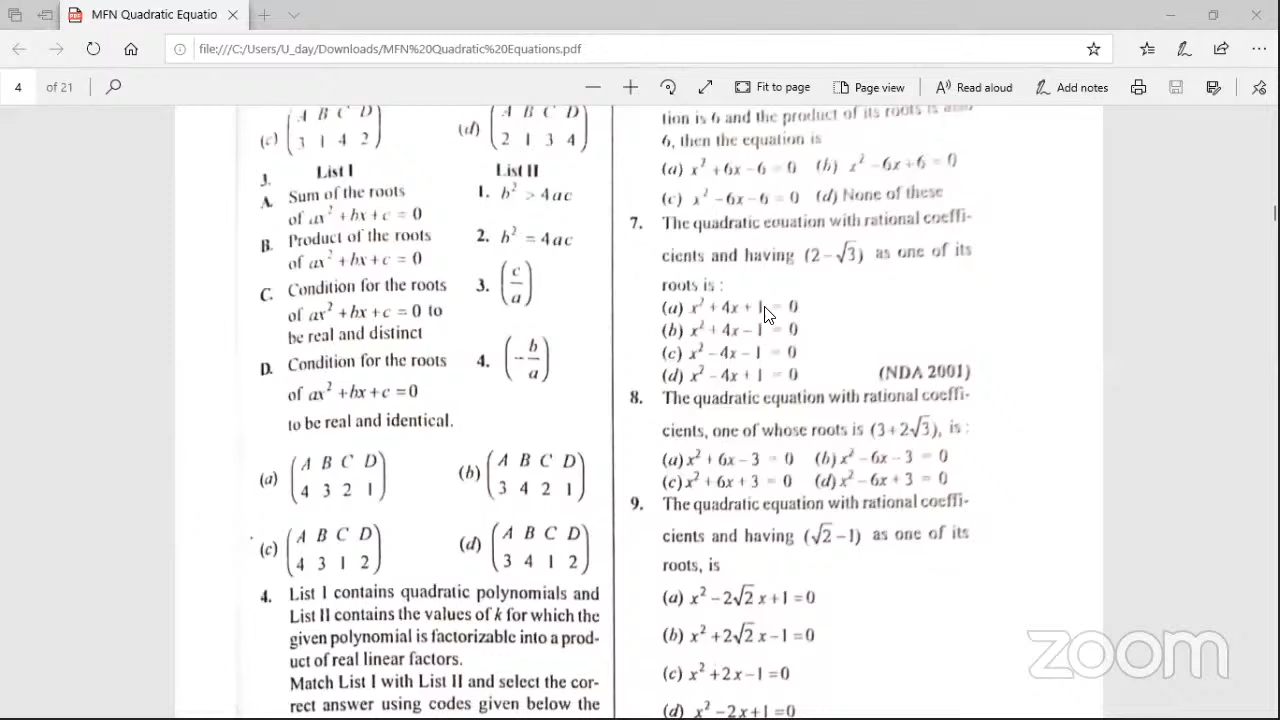 MFN Quadratic Equatio
file:///C:/Users/U_day/Downloads/MFN%20Quadratic%20Equations.pdf
4 of 21
Fit to page
Page view
Read aloud
Add notes
A B C D
(c) (3 1 4 2)
A B C D
(d) (2 1 3 4)
3. List I List II
A. Sum of the roots 1. b² > 4ac
of ax² + bx + c = 0
B. Product of the roots 2. b² = 4ac
of ax² + bx + c = 0
C. Condition for the roots 3. (c/a)
of ax² + bx + c = 0 to
be real and distinct
D. Condition for the roots 4. (-b/a)
of ax² + bx + c = 0
to be real and identical.
A B C D
(a) (4 3 2 1)
A B C D
(b) (3 4 2 1)
A B C D
(c) (4 3 1 2)
A B C D
(d) (3 4 1 2)
4. List I contains quadratic polynomials and
List II contains the values of k for which the
given polynomial is factorizable into a prod-
uct of real linear factors.
Match List I with List II and select the cor-
rect answer using codes given below the
tion is 6 and the product of its roots is also
6, then the equation is
(a) x² + 6x - 6 = 0 (b) x² - 6x + 6 = 0
(c) x² - 6x - 6 = 0 (d) None of these
7. The quadratic equation with rational coeffi-
cients and having (2 - √3) as one of its
roots is :
(a) x² + 4x + 1 = 0
(b) x² + 4x - 1 = 0
(c) x² - 4x - 1 = 0
(d) x² - 4x + 1 = 0 (NDA 2001)
8. The quadratic equation with rational coeffi-
cients, one of whose roots is (3 + 2√3), is :
(a) x² + 6x - 3 = 0 (b) x² - 6x - 3 = 0
(c) x² + 6x + 3 = 0 (d) x² - 6x + 3 = 0
9. The quadratic equation with rational coeffi-
cients and having (√2 - 1) as one of its
roots, is
(a) x² - 2√2 x + 1 = 0
(b) x² + 2√2 x - 1 = 0
(c) x² + 2x - 1 = 0
(d) x² - 2x + 1 = 0
zoom